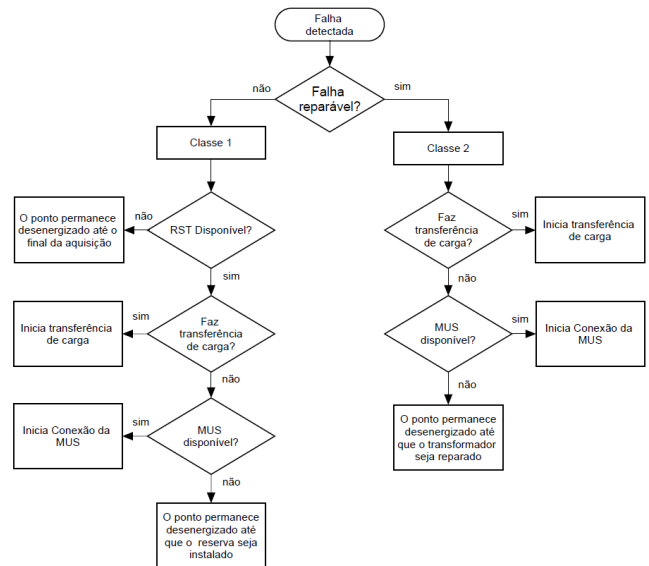 Falha
detectada
Falha
reparável?
não
sim
Classe 1
Classe 2
RST Disponível?
não
sim
O ponto permanece
desenergizado até o
final da aquisição
Faz
transferência
de carga?
sim
não
Inicia transferência
de carga
Faz
transferência
de carga?
sim
não
Inicia transferência
de carga
MUS
disponível?
sim
não
Inicia Conexão da
MUS
MUS
disponível?
sim
não
Inicia Conexão da
MUS
O ponto permanece
desenergizado até
que o transformador
seja reparado
O ponto permanece
desenergizado até
que o reserva seja
instalado